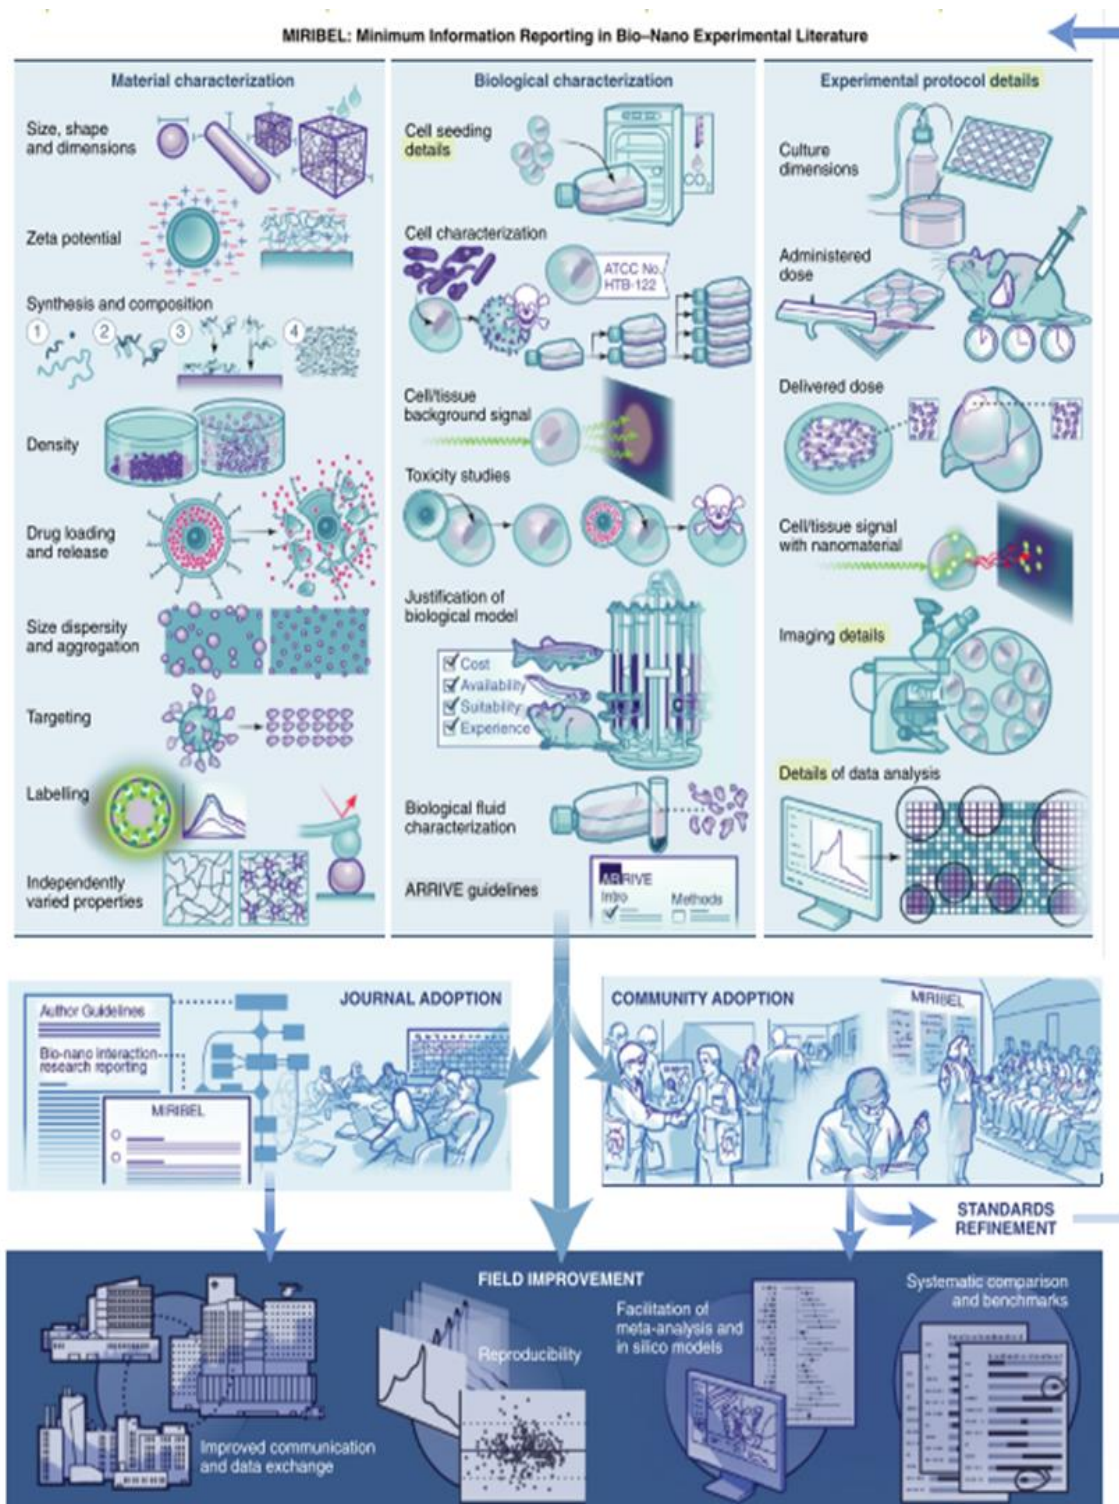 MIRIBEL: Minimum Information Reporting in Bio–Nano Experimental Literature
Material characterization
Size, shape
and dimensions
Zeta potential
Synthesis and composition
1
2
3
4
Density
Drug loading
and release
Size dispersity
and aggregation
Targeting
Labelling
Independently
varied properties
Biological characterization
Cell seeding
details
CO₂
Cell characterization
ATCC No.
HTB-122
Cell/tissue
background signal
Toxicity studies
Justification of
biological model
Cost
Availability
Suitability
Experience
Biological fluid
characterization
ARRIVE guidelines
ARRIVE
Intro
Methods
Experimental protocol details
Culture
dimensions
Administered
dose
Delivered dose
Cell/tissue signal
with nanomaterial
Imaging details
Details of data analysis
JOURNAL ADOPTION
Author Guidelines
Bio-nano interaction
research reporting
MIRIBEL
COMMUNITY ADOPTION
MIRIBEL
STANDARDS
REFINEMENT
FIELD IMPROVEMENT
Improved communication
and data exchange
Reproducibility
Facilitation of
meta-analysis and
in silico models
Systematic comparison
and benchmarks